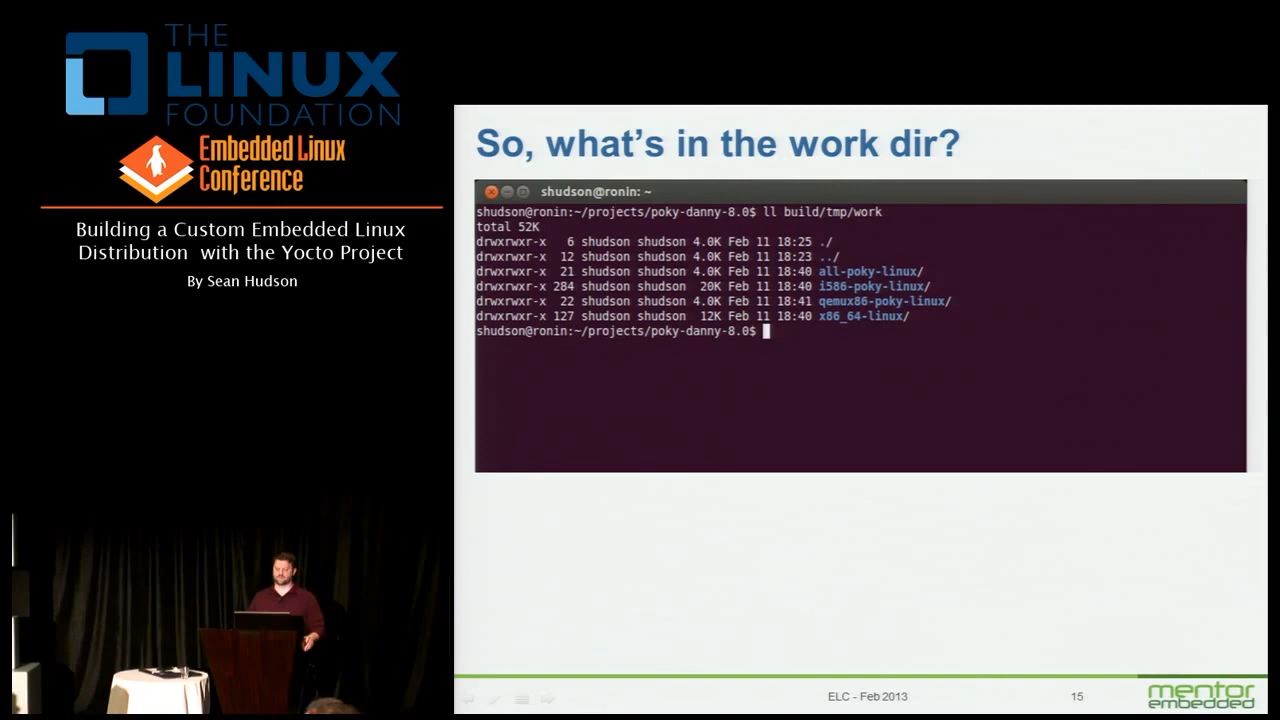 THE
LINUX
FOUNDATION
Embedded Linux
Conference
Building a Custom Embedded Linux
Distribution with the Yocto Project
By Sean Hudson
So, what's in the work dir?
shudson@ronin: ~
shudson@ronin:~/projects/poky-danny-8.0$ ll build/tmp/work
total 52K
drwxrwxr-x 6 shudson shudson 4.0K Feb 11 18:25 ./
drwxrwxr-x 12 shudson shudson 4.0K Feb 11 18:23 ../
drwxrwxr-x 21 shudson shudson 4.0K Feb 11 18:40 all-poky-linux/
drwxrwxr-x 284 shudson shudson 20K Feb 11 18:40 i586-poky-linux/
drwxrwxr-x 22 shudson shudson 4.0K Feb 11 18:41 qemux86-poky-linux/
drwxrwxr-x 127 shudson shudson 12K Feb 11 18:40 x86_64-linux/
shudson@ronin:~/projects/poky-danny-8.0$
ELC - Feb 2013
15
mentor
embedded